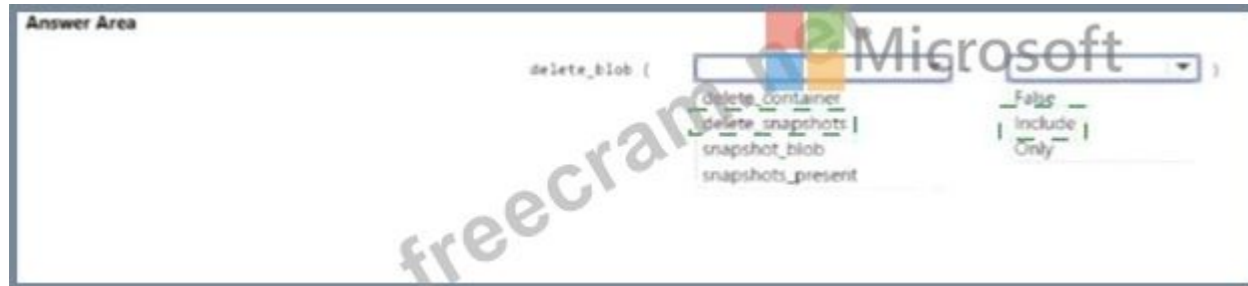 Answer Area
Microsoft
delete_blob ( )
delete_container False
delete_snapshots Include
snapshot_blob Only
snapshots_present
freecram